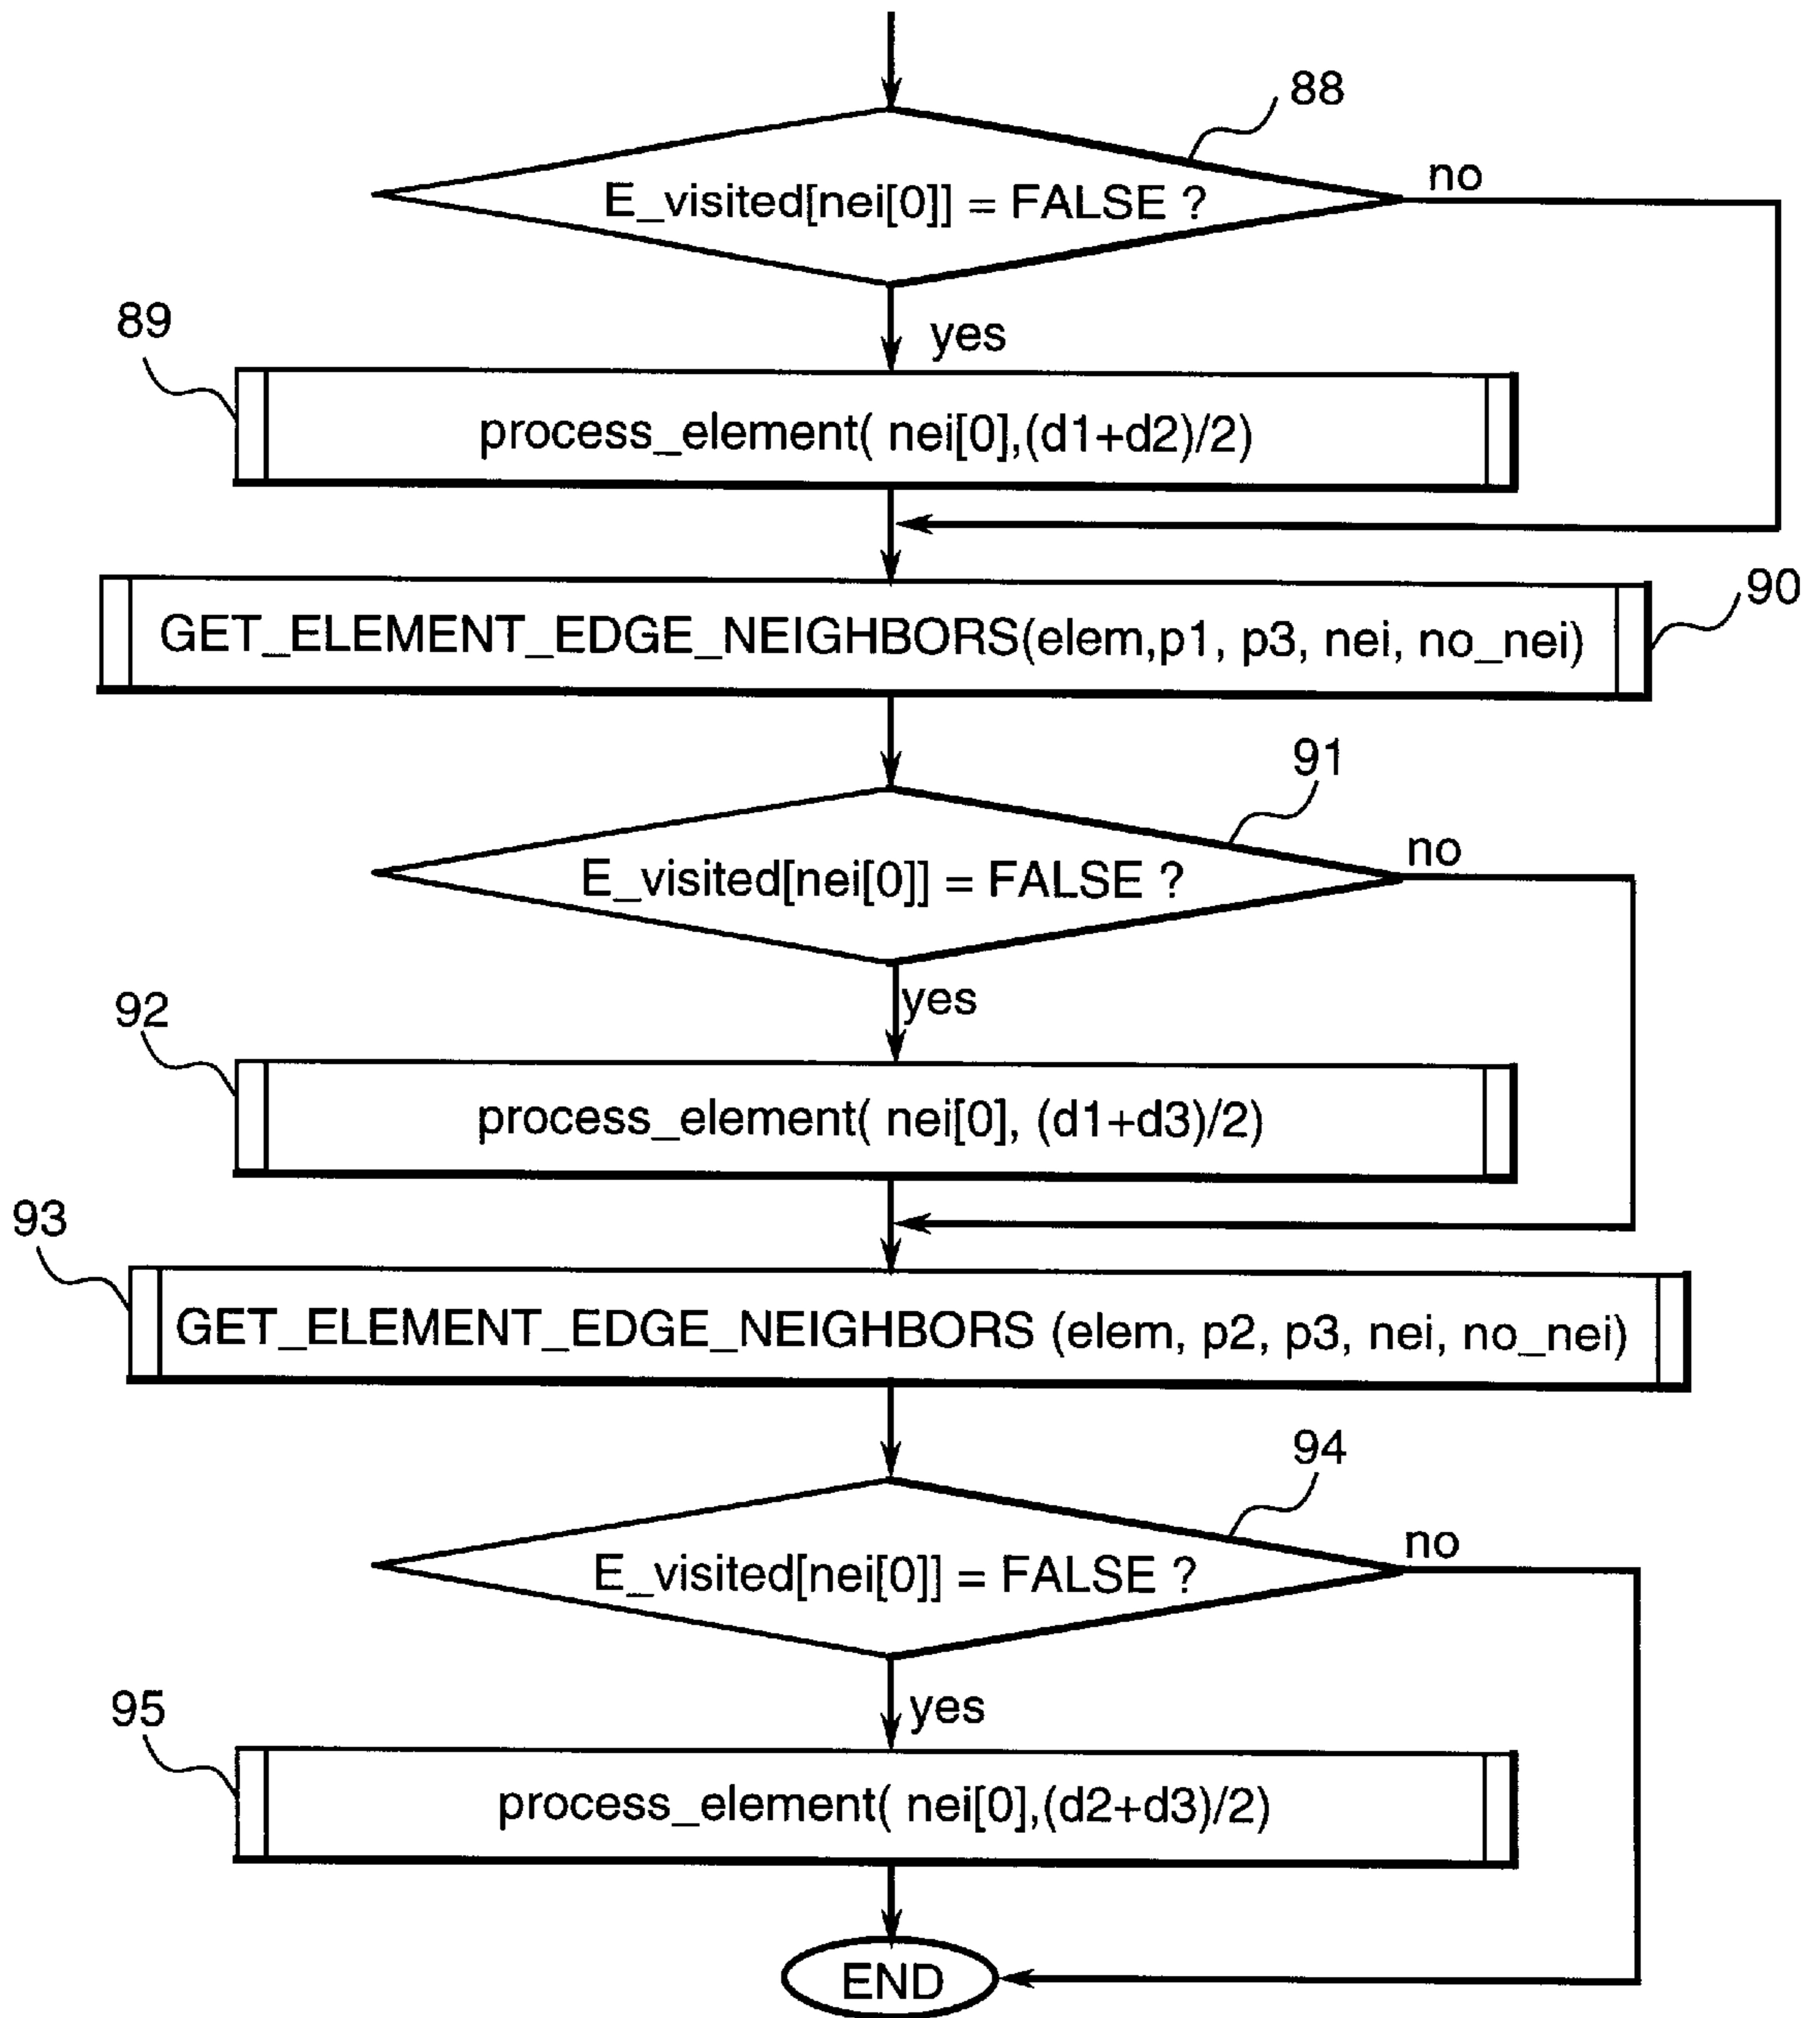 88
E_visited[nei[0]] = FALSE ?
no
yes
89
process_element( nei[0],(d1+d2)/2)
90
GET_ELEMENT_EDGE_NEIGHBORS(elem,p1, p3, nei, no_nei)
91
E_visited[nei[0]] = FALSE ?
no
yes
92
process_element( nei[0], (d1+d3)/2)
93
GET_ELEMENT_EDGE_NEIGHBORS (elem, p2, p3, nei, no_nei)
94
E_visited[nei[0]] = FALSE ?
no
yes
95
process_element( nei[0],(d2+d3)/2)
END